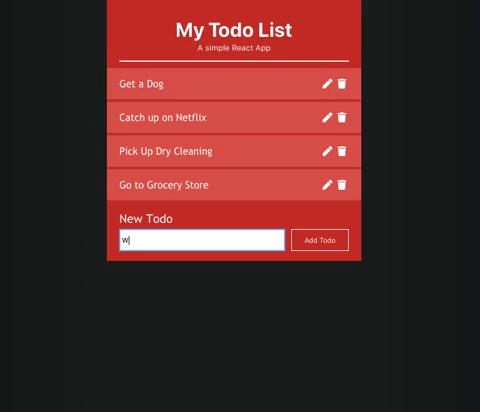 My Todo List
A simple React App
Get a Dog
Catch up on Netflix
Pick Up Dry Cleaning
Go to Grocery Store
New Todo
w
Add Todo